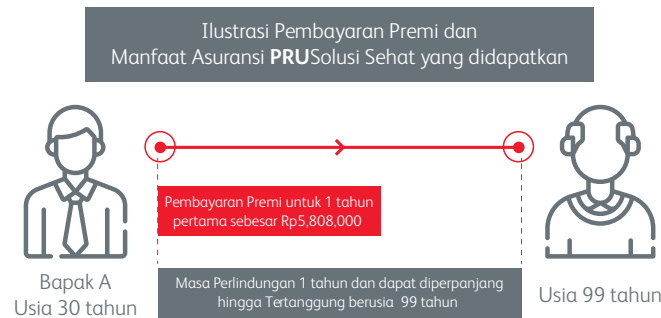 Ilustrasi Pembayaran Premi dan
Manfaat Asuransi PRUSolusi Sehat yang didapatkan
Pembayaran Premi untuk 1 tahun
pertama sebesar Rp5,808,000
Bapak A
Usia 30 tahun
Masa Perlindungan 1 tahun dan dapat diperpanjang
hingga Tertanggung berusia 99 tahun
Usia 99 tahun